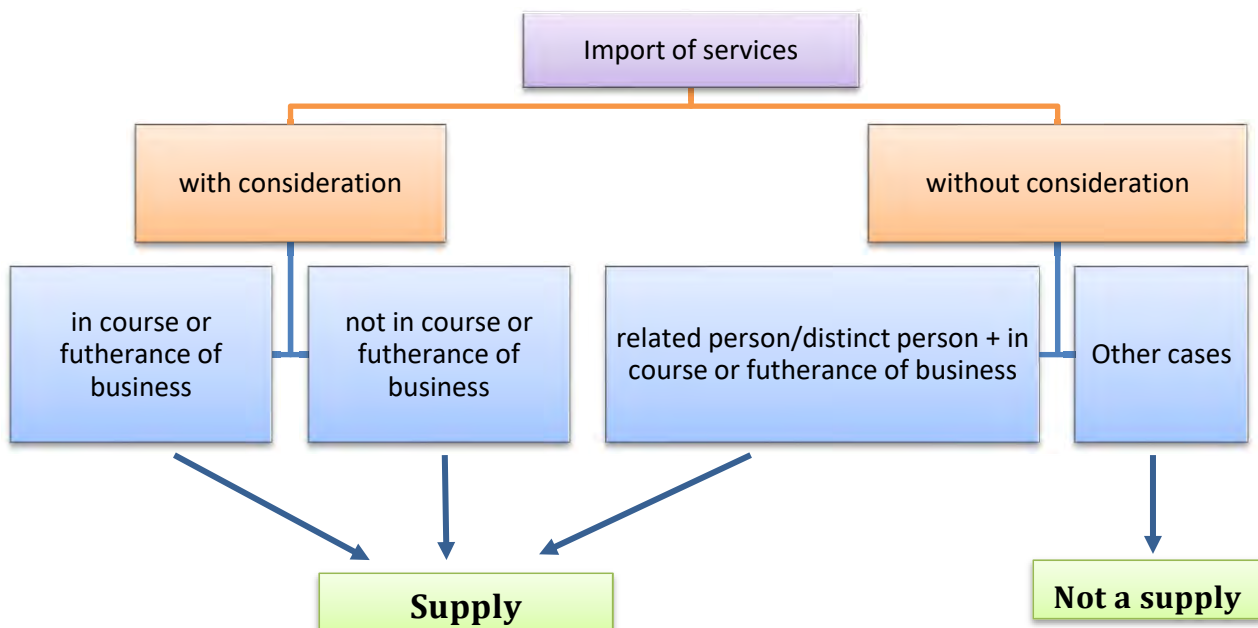 Import of services
with consideration
without consideration
in course or
futherance of
business
not in course or
futherance of
business
related person/distinct person + in
course or futherance of business
Other cases
Supply
Not a supply